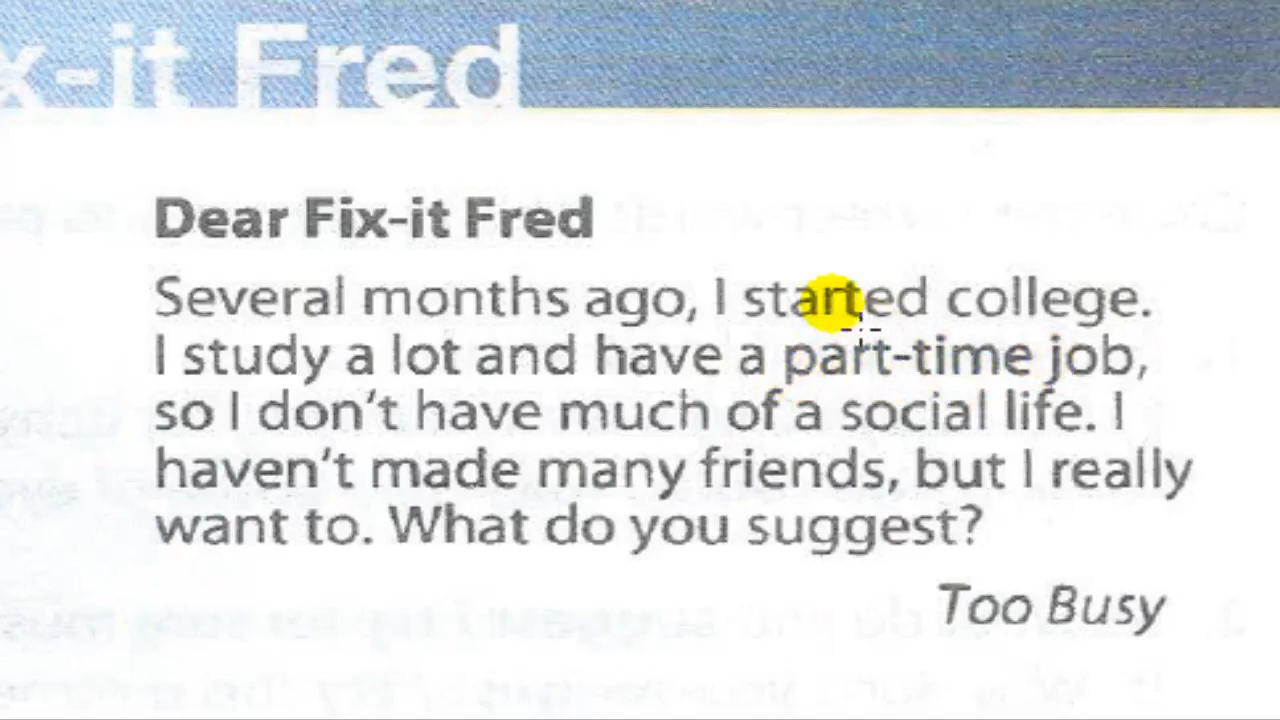 x-it Fred
Dear Fix-it Fred
Several months ago, I started college.
I study a lot and have a part-time job,
so I don't have much of a social life. I
haven't made many friends, but I really
want to. What do you suggest?
Too Busy